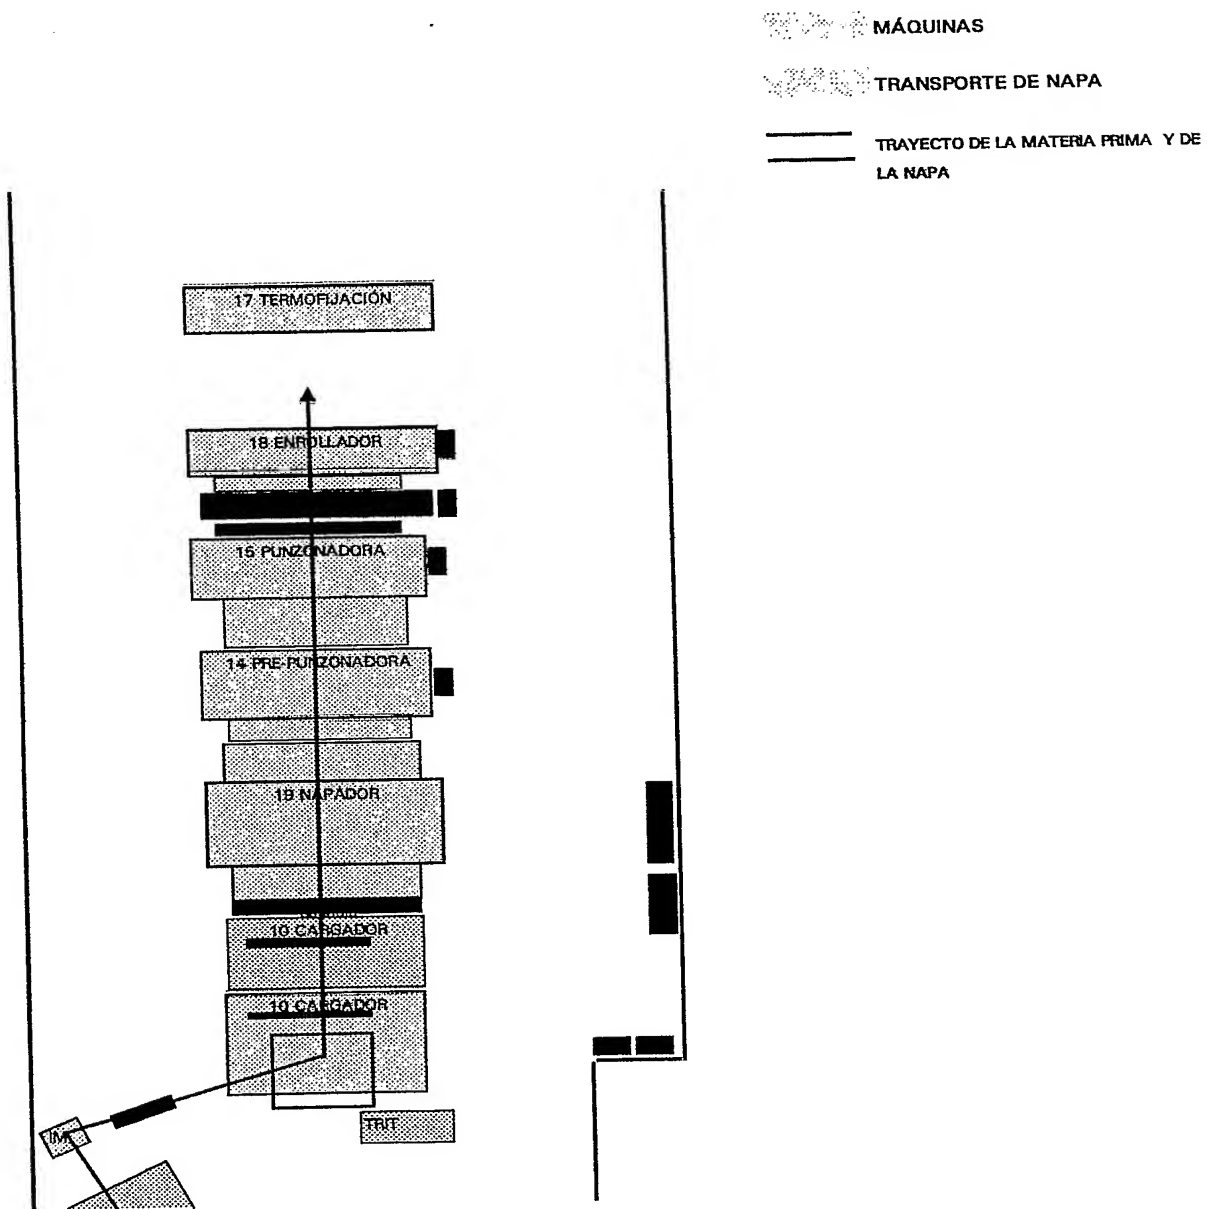 MÁQUINAS
TRANSPORTE DE NAPA
TRAYECTO DE LA MATERIA PRIMA Y DE
LA NAPA
17 TERMOFIJACIÓN
18 ENROLLADOR
15 PUNZONADORA
14 PRE-PUNZONADORA
19 NAPADOR
10 CARGADOR
10 CARGADOR
IM
TRIT